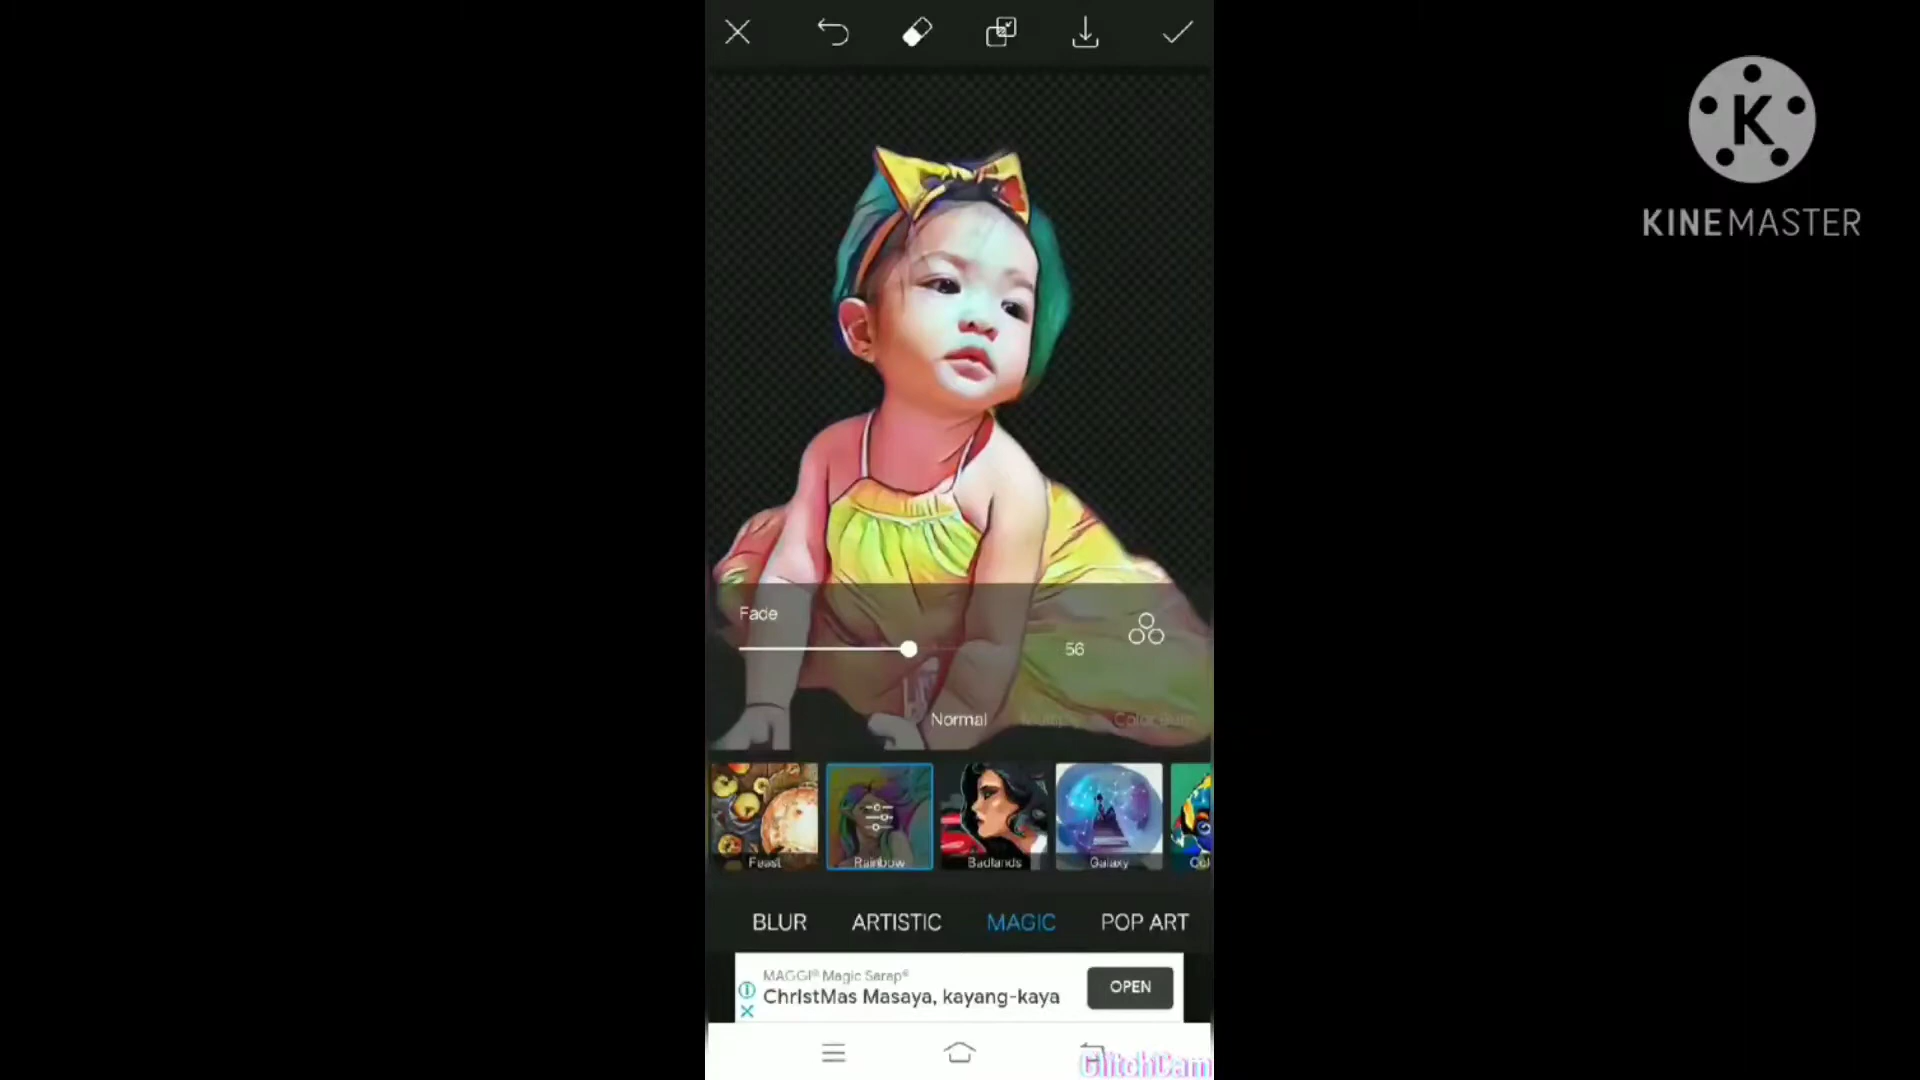 KINEMASTER
Fade
56
Normal
Feast
Rainbow
Badlands
Galaxy
BLUR
ARTISTIC
MAGIC
POP ART
MAGGI® Magic Sarap®
ChristMas Masaya, kayang-kaya
OPEN
GlitchCam